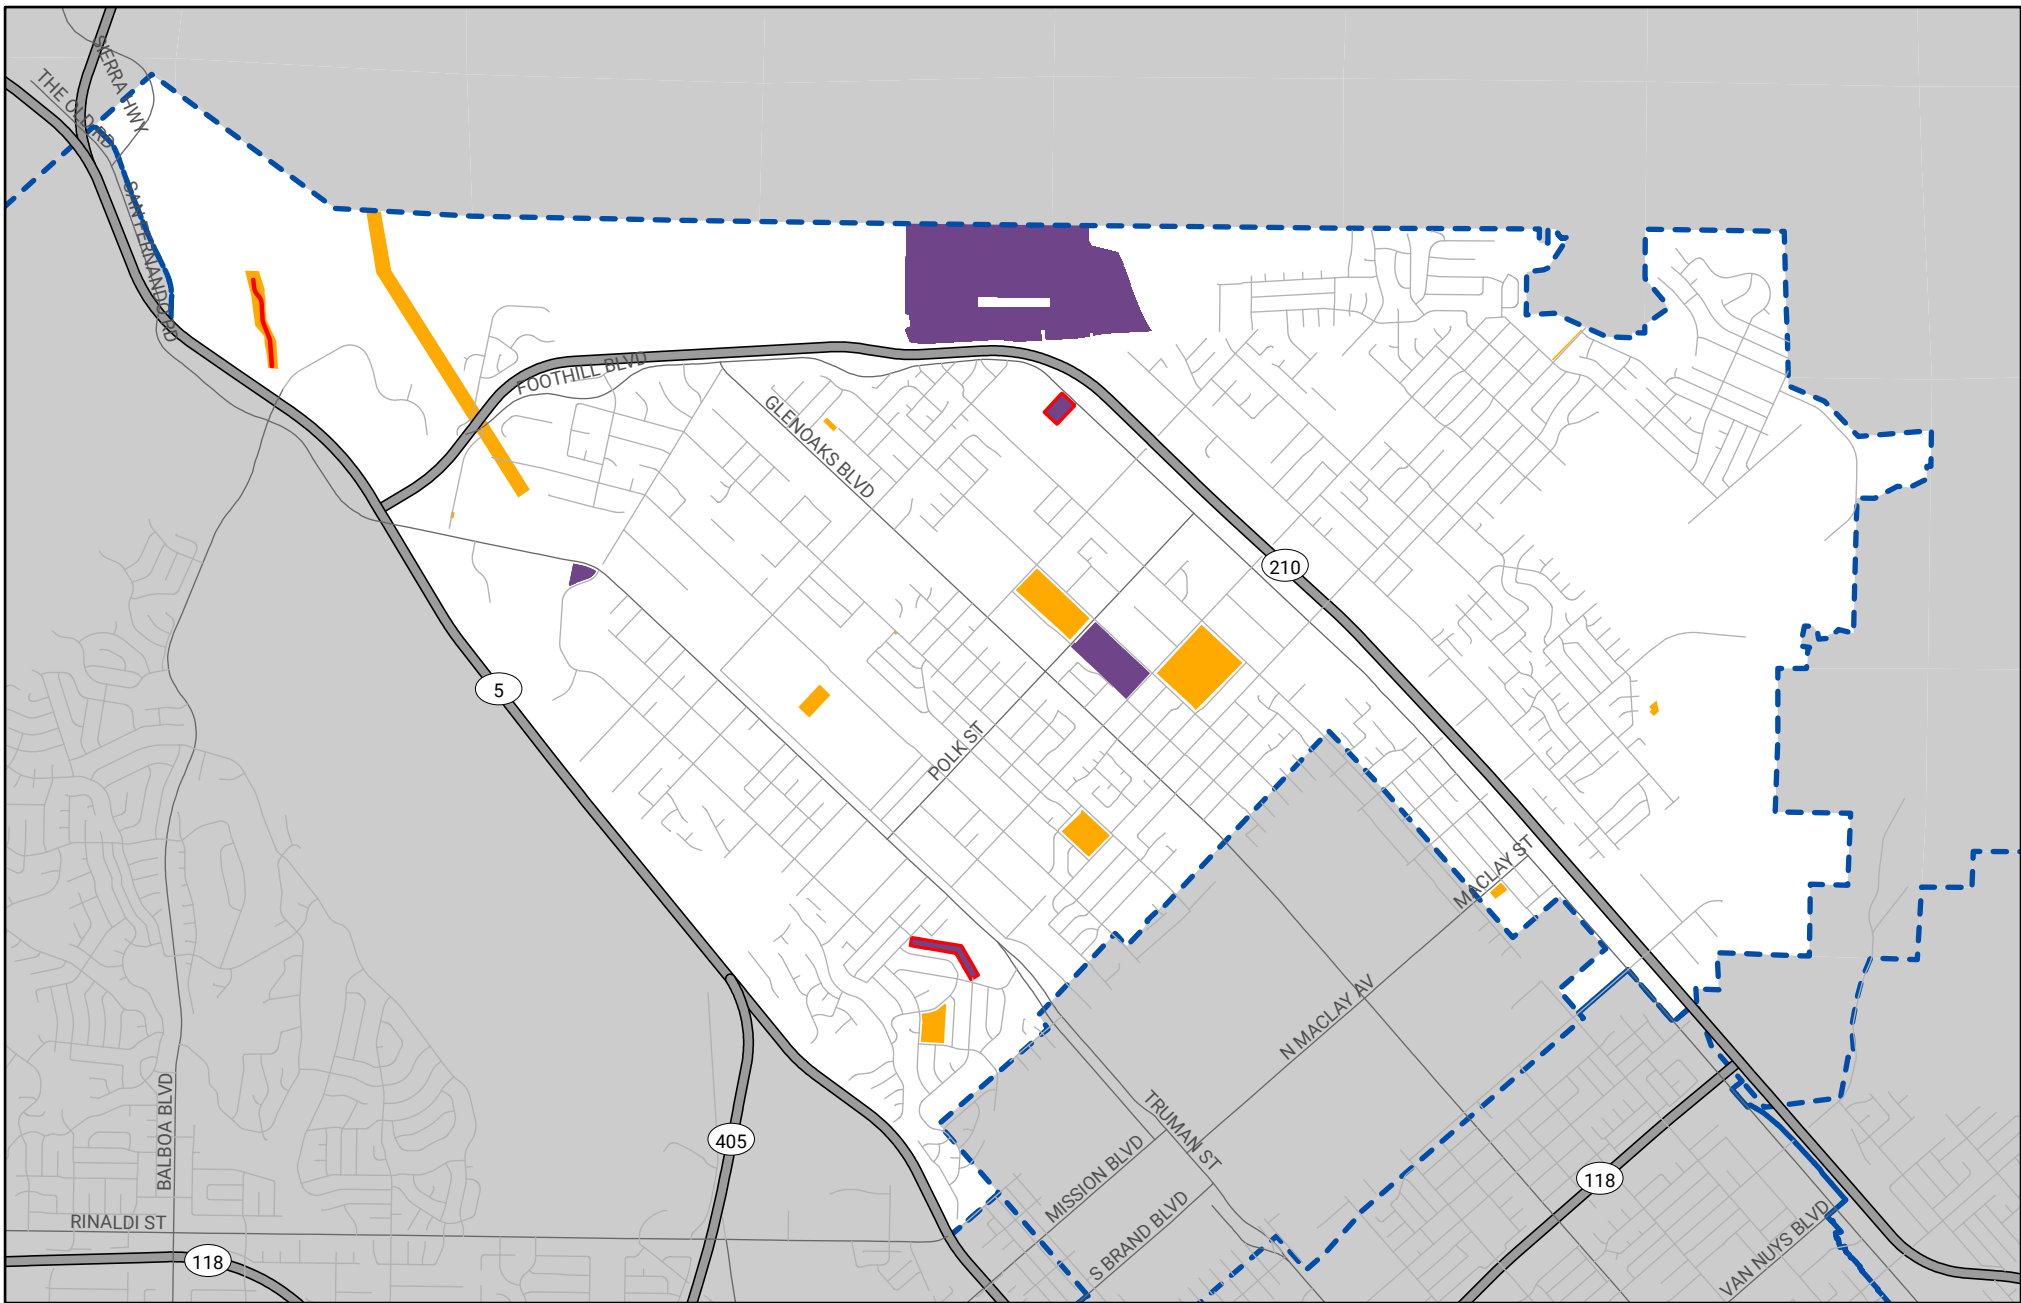 SIERRA HWY
THE OLD RD
SAN FERNANDO RD
FOOTHILL BLVD
GLENOAKS BLVD
210
5
POLK ST
MACLAY ST
N MACLAY AV
TRUMAN ST
MISSION BLVD
S BRAND BLVD
BALBOA BLVD
405
118
RINALDI ST
118
VAN NUYS BLVD